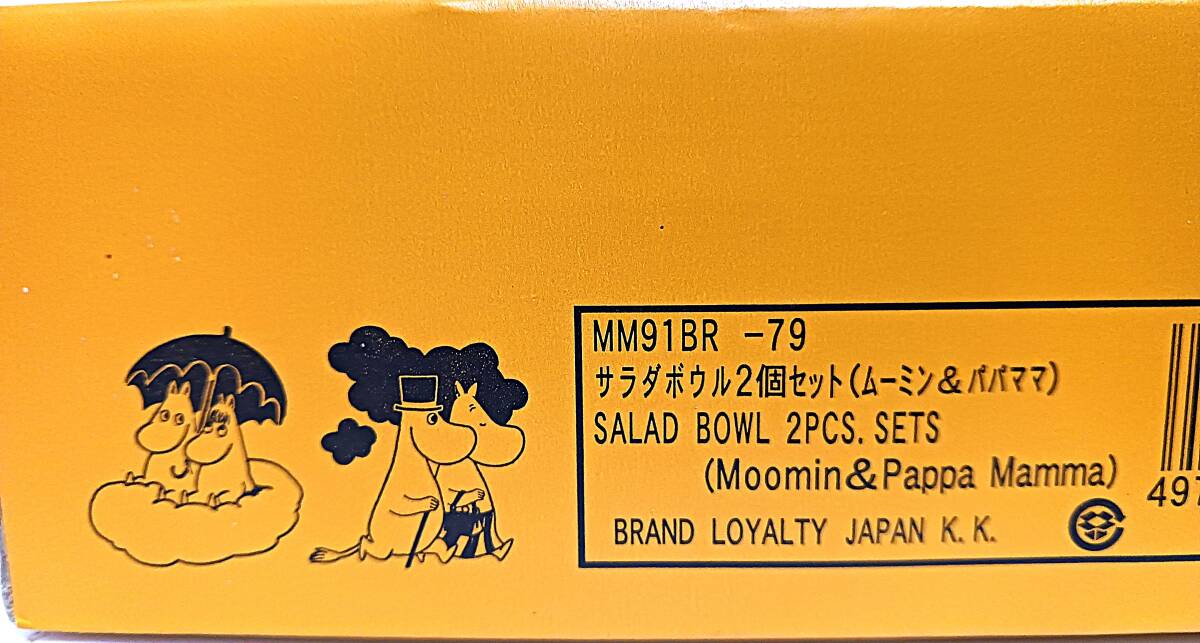 MM91BR -79
サラダボウル2個セット(ムーミン&パパママ)
SALAD BOWL 2PCS. SETS
(Moomin&Pappa Mamma)
BRAND LOYALTY JAPAN K.K.
497